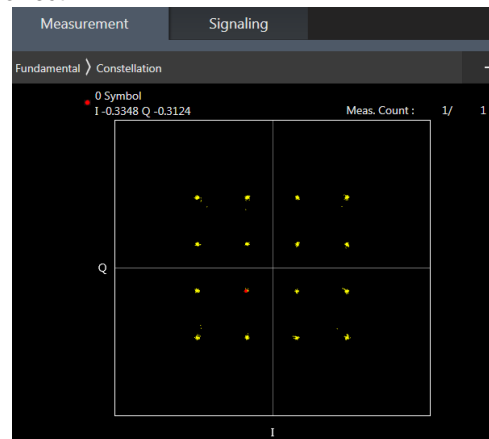 Measurement Signaling
Fundamental 〉 Constellation
0 Symbol
I -0.3348 Q -0.3124 Meas. Count : 1/ 1
Q
I